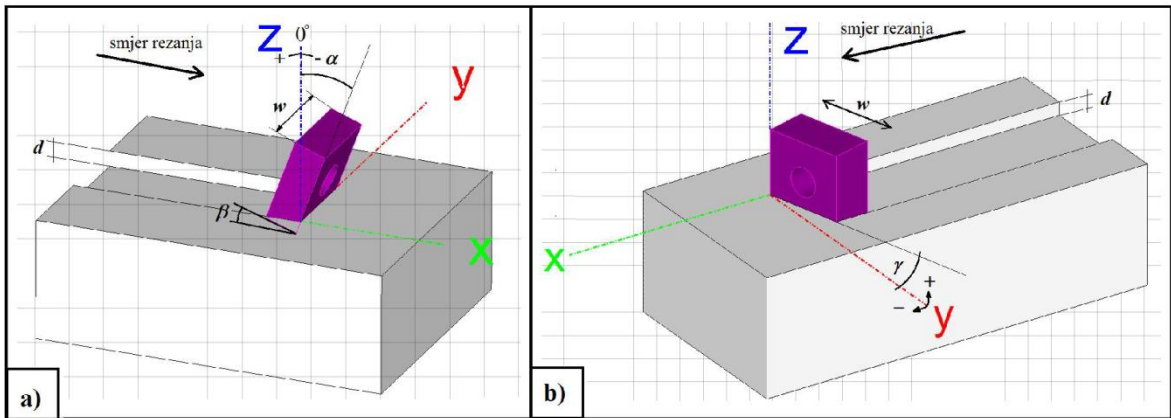 smjer rezanja
Z 0°
+ - α
w
y
d
β
x
a)
smjer rezanja
Z
w
d
x
γ
+
−
y
b)